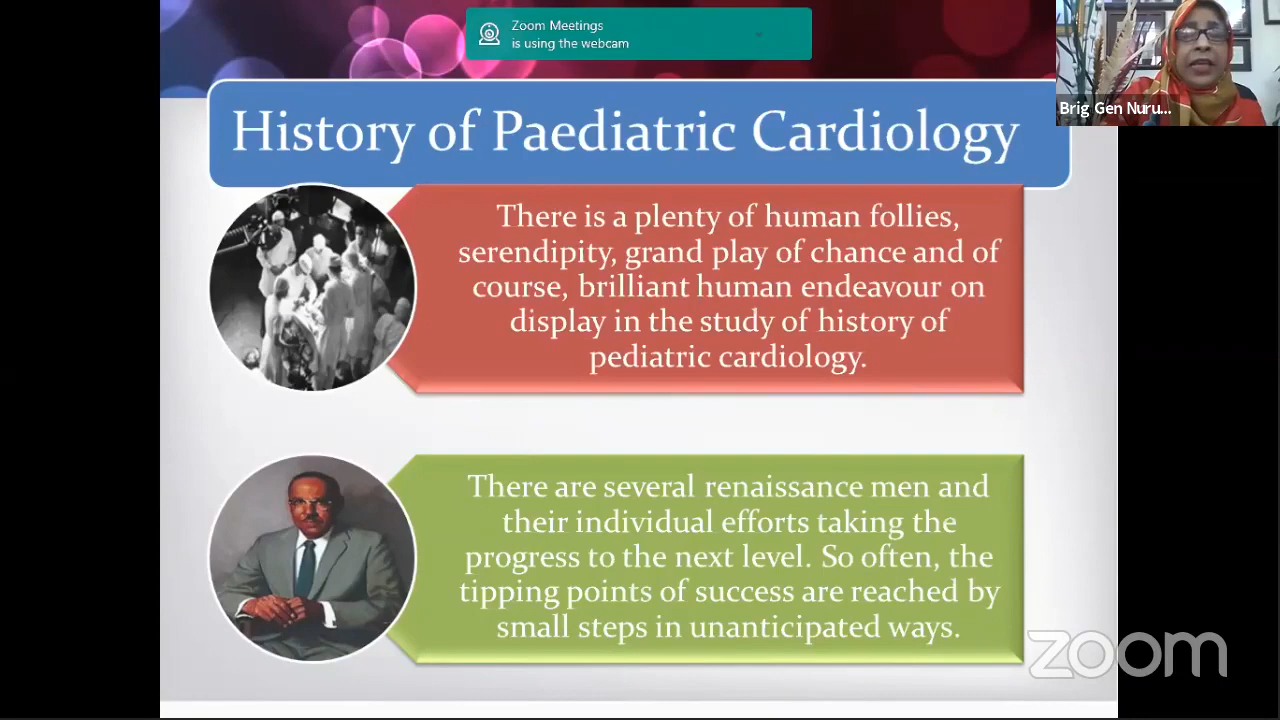 Zoom Meetings
is using the webcam
Brig Gen Nuru...
History of Paediatric Cardiology
There is a plenty of human follies,
serendipity, grand play of chance and of
course, brilliant human endeavour on
display in the study of history of
pediatric cardiology.
There are several renaissance men and
their individual efforts taking the
progress to the next level. So often, the
tipping points of success are reached by
small steps in unanticipated ways.
zoom